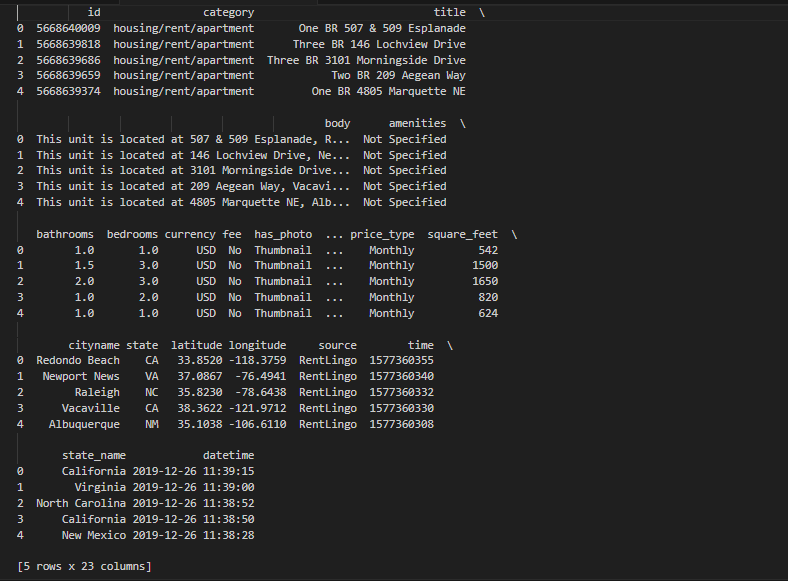 id category title \
0 5668640009 housing/rent/apartment One BR 507 & 509 Esplanade
1 5668639818 housing/rent/apartment Three BR 146 Lochview Drive
2 5668639686 housing/rent/apartment Three BR 3101 Morningside Drive
3 5668639659 housing/rent/apartment Two BR 209 Aegean Way
4 5668639374 housing/rent/apartment One BR 4805 Marquette NE
body amenities \
0 This unit is located at 507 & 509 Esplanade, R... Not Specified
1 This unit is located at 146 Lochview Drive, Ne... Not Specified
2 This unit is located at 3101 Morningside Drive... Not Specified
3 This unit is located at 209 Aegean Way, Vacavi... Not Specified
4 This unit is located at 4805 Marquette NE, Alb... Not Specified
bathrooms bedrooms currency fee has_photo ... price_type square_feet \
0 1.0 1.0 USD No Thumbnail ... Monthly 542
1 1.5 3.0 USD No Thumbnail ... Monthly 1500
2 2.0 3.0 USD No Thumbnail ... Monthly 1650
3 1.0 2.0 USD No Thumbnail ... Monthly 820
4 1.0 1.0 USD No Thumbnail ... Monthly 624
cityname state latitude longitude source time \
0 Redondo Beach CA 33.8520 -118.3759 RentLingo 1577360355
1 Newport News VA 37.0867 -76.4941 RentLingo 1577360340
2 Raleigh NC 35.8230 -78.6438 RentLingo 1577360332
3 Vacaville CA 38.3622 -121.9712 RentLingo 1577360330
4 Albuquerque NM 35.1038 -106.6110 RentLingo 1577360308
state_name datetime
0 California 2019-12-26 11:39:15
1 Virginia 2019-12-26 11:39:00
2 North Carolina 2019-12-26 11:38:52
3 California 2019-12-26 11:38:50
4 New Mexico 2019-12-26 11:38:28
[5 rows x 23 columns]